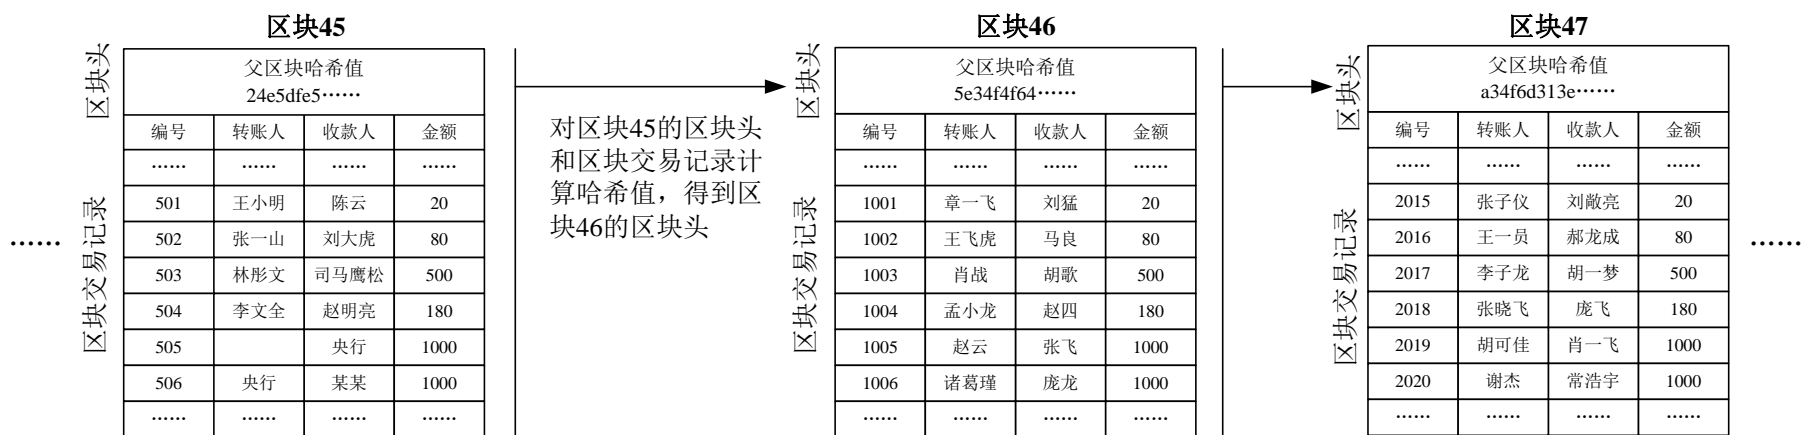 区块45
区块头
父区块哈希值
24e5dfe5……
编号 转账人 收款人 金额
…… …… …… ……
区块交易记录
501 王小明 陈云 20
502 张一山 刘大虎 80
503 林彤文 司马鹰松 500
504 李文全 赵明亮 180
505 央行 1000
506 央行 某某 1000
…… …… …… ……
……
对区块45的区块头
和区块交易记录计
算哈希值，得到区
块46的区块头
区块46
区块头
父区块哈希值
5e34f4f64……
编号 转账人 收款人 金额
…… …… …… ……
区块交易记录
1001 章一飞 刘猛 20
1002 王飞虎 马良 80
1003 肖战 胡歌 500
1004 孟小龙 赵四 180
1005 赵云 张飞 1000
1006 诸葛瑾 庞龙 1000
…… …… …… ……
区块47
区块头
父区块哈希值
a34f6d313e……
编号 转账人 收款人 金额
…… …… …… ……
区块交易记录
2015 张子仪 刘敞亮 20
2016 王一员 郝龙成 80
2017 李子龙 胡一梦 500
2018 张晓飞 庞飞 180
2019 胡可佳 肖一飞 1000
2020 谢杰 常浩宇 1000
…… …… …… ……
……